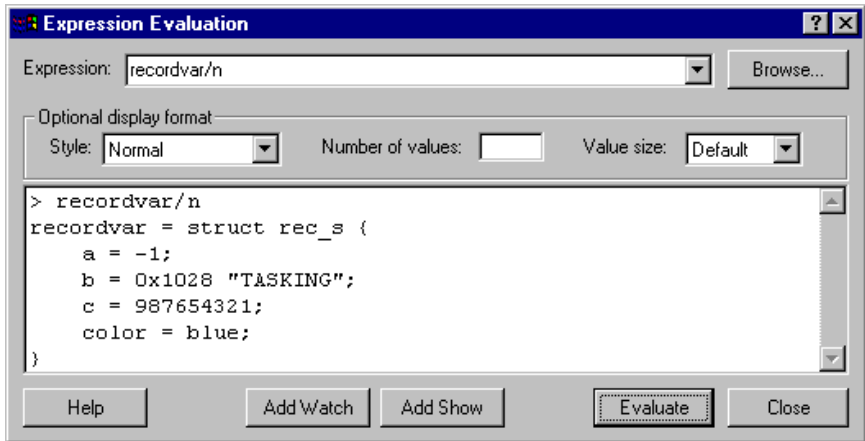 Expression Evaluation
Expression: recordvar/n Browse...
Optional display format
Style: Normal Number of values: Value size: Default
> recordvar/n
recordvar = struct rec_s {
    a = -1;
    b = 0x1028 "TASKING";
    c = 987654321;
    color = blue;
}
Help Add Watch Add Show Evaluate Close